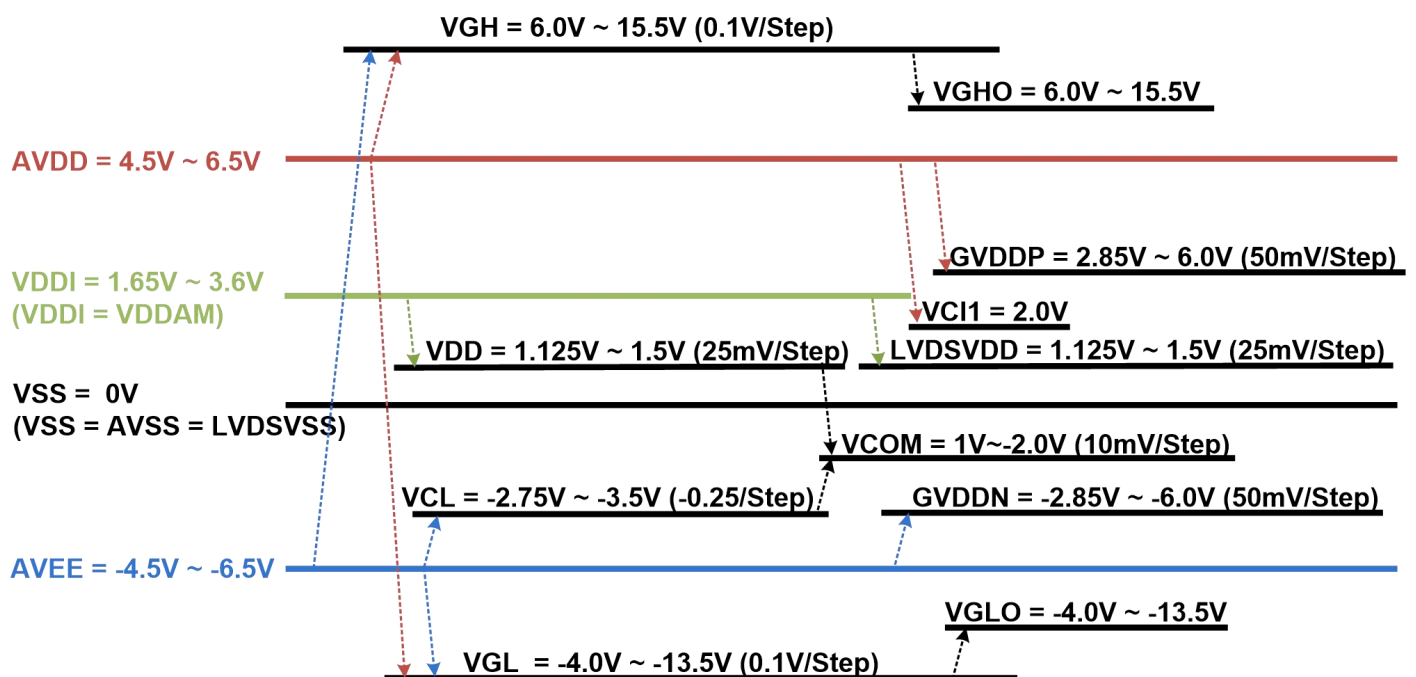 VGH = 6.0V ~ 15.5V (0.1V/Step)
VGHO = 6.0V ~ 15.5V
AVDD = 4.5V ~ 6.5V
GVDDP = 2.85V ~ 6.0V (50mV/Step)
VDDI = 1.65V ~ 3.6V
(VDDI = VDDAM)
VCI1 = 2.0V
VDD = 1.125V ~ 1.5V (25mV/Step)
LVDSVDD = 1.125V ~ 1.5V (25mV/Step)
VSS = 0V
(VSS = AVSS = LVDSVSS)
VCOM = 1V~-2.0V (10mV/Step)
VCL = -2.75V ~ -3.5V (-0.25/Step)
GVDDN = -2.85V ~ -6.0V (50mV/Step)
AVEE = -4.5V ~ -6.5V
VGLO = -4.0V ~ -13.5V
VGL = -4.0V ~ -13.5V (0.1V/Step)